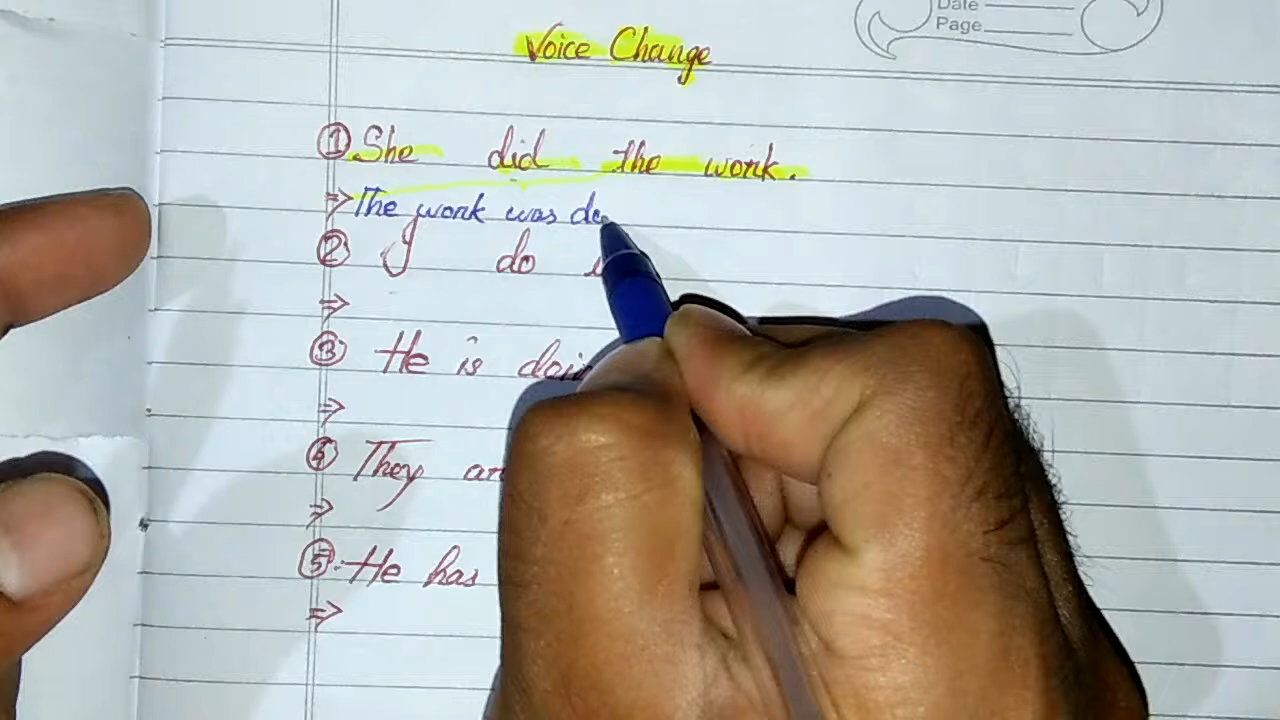 Date
Page
Voice Change
① She did the work.
⇒ The work was do
② I do
⇒
③ He is doin
⇒
④ They ar
⇒
⑤ He has
⇒